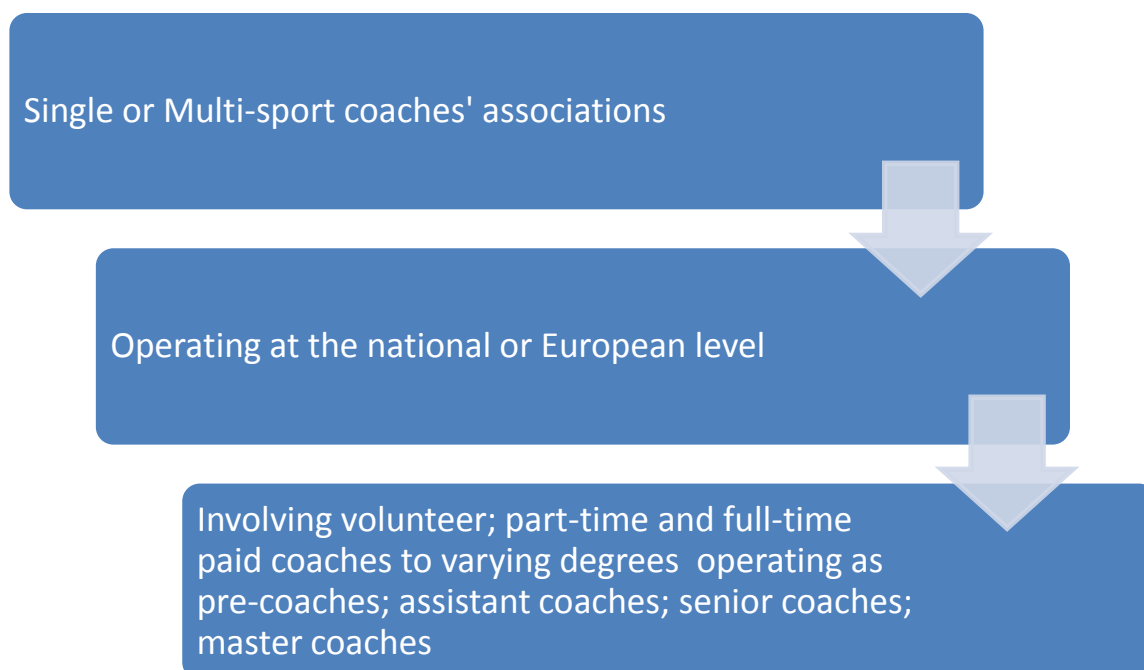 Single or Multi-sport coaches' associations
Operating at the national or European level
Involving volunteer; part-time and full-time
paid coaches to varying degrees  operating as
pre-coaches; assistant coaches; senior coaches;
master coaches